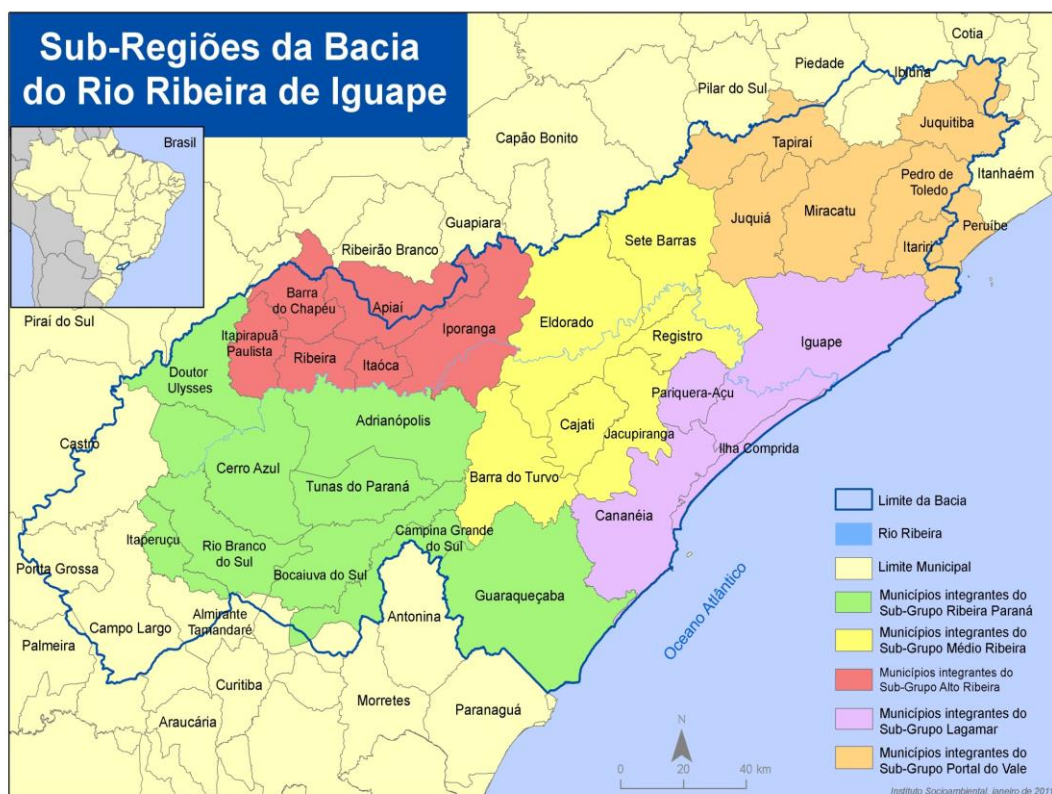 Sub-Regiões da Bacia
do Rio Ribeira de Iguape
Brasil
Cotia
Piedade
Ibiúna
Pilar do Sul
Capão Bonito
Juquitiba
Tapiraí
Itanhaém
Pedro de
Toledo
Juquiá
Miracatu
Peruíbe
Itariri
Guapiara
Ribeirão Branco
Sete Barras
Barra
do Chapéu
Apiaí
Piraí do Sul
Itapirapuã
Paulista
Ribeira
Itaóca
Iporanga
Eldorado
Registro
Iguape
Doutor
Ulysses
Pariquera-Açu
Adrianópolis
Cajati
Jacupiranga
Ilha Comprida
Castro
Cerro Azul
Tunas do Paraná
Barra do Turvo
Cananéia
Itaperuçu
Rio Branco
do Sul
Campina Grande
do Sul
Bocaiuva do Sul
Ponta Grossa
Guaraqueçaba
Campo Largo
Almirante
Tamandaré
Antonina
Palmeira
Curitiba
Morretes
Araucária
Paranaguá
Oceano Atlântico
Limite da Bacia
Rio Ribeira
Limite Municipal
Municípios integrantes do
Sub-Grupo Ribeira Paraná
Municípios integrantes do
Sub-Grupo Médio Ribeira
Municípios integrantes do
Sub-Grupo Alto Ribeira
Municípios integrantes do
Sub-Grupo Lagamar
Municípios integrantes do
Sub-Grupo Portal do Vale
N
0 20 40 km
Instituto Socioambiental, janeiro de